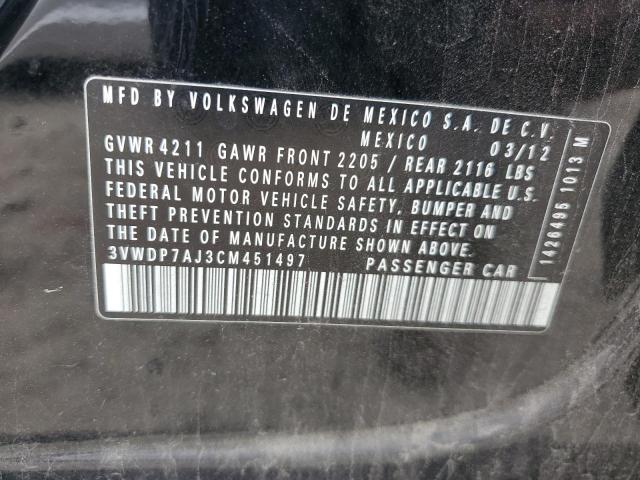 MFD BY VOLKSWAGEN DE MEXICO S.A. DE C.V.
MEXICO 03/12
GVWR 4211 GAWR FRONT 2205 / REAR 2116 LBS
THIS VEHICLE CONFORMS TO ALL APPLICABLE U.S.
FEDERAL MOTOR VEHICLE SAFETY, BUMPER AND
THEFT PREVENTION STANDARDS IN EFFECT ON
THE DATE OF MANUFACTURE SHOWN ABOVE.
3VWDP7AJ3CM451497 PASSENGER CAR
1426496 1013 M